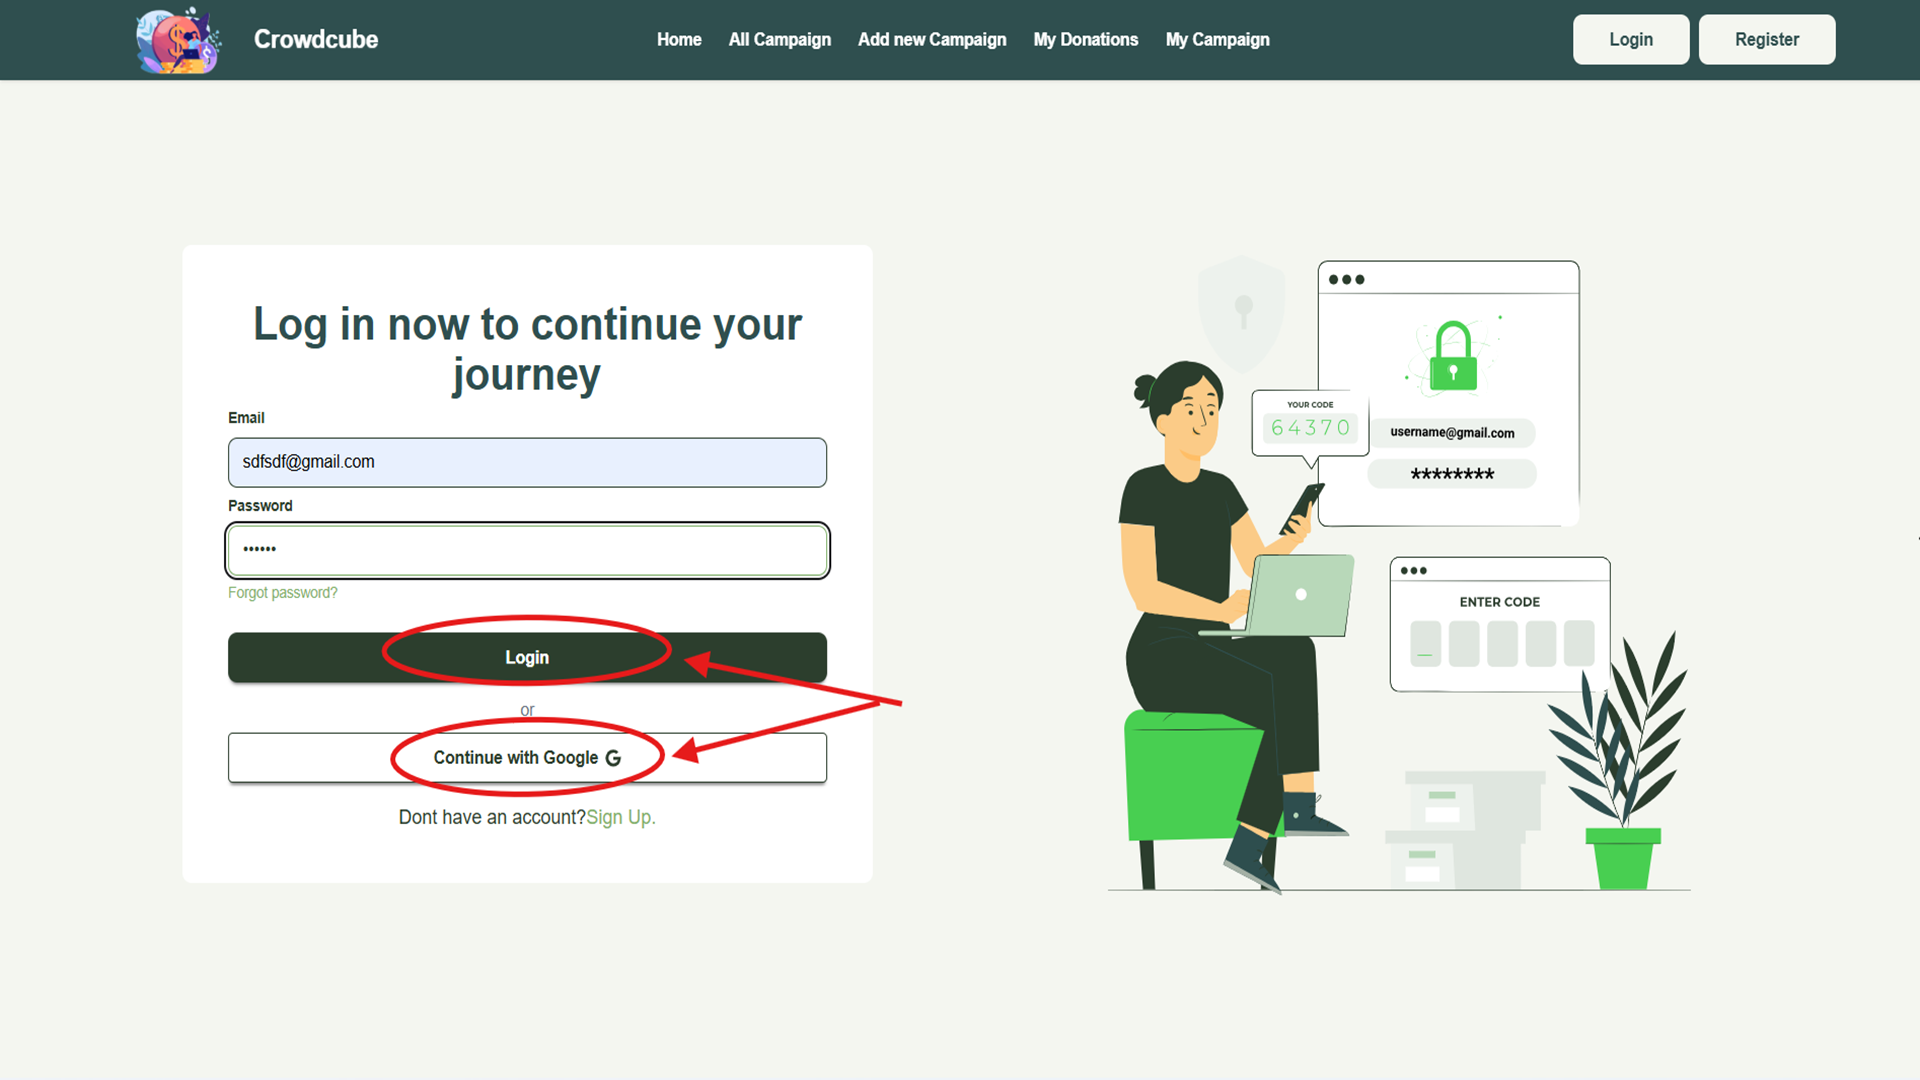 Crowdcube
Home
All Campaign
Add new Campaign
My Donations
My Campaign
Login
Register
Log in now to continue your
journey
Email
sdfsdf@gmail.com
Password
••••••
Forgot password?
Login
or
Continue with Google G
Dont have an account?Sign Up.
YOUR CODE
64370
username@gmail.com
********
ENTER CODE